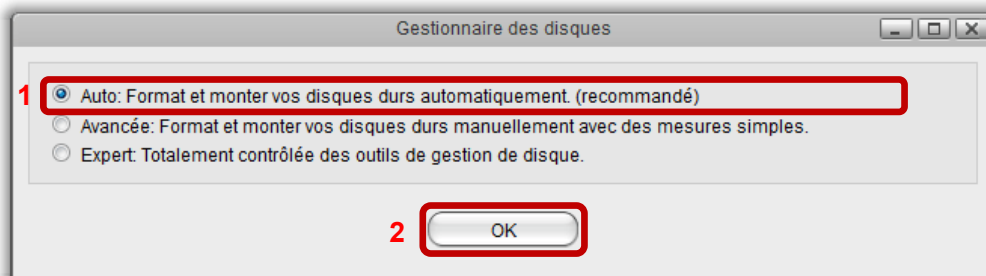 Gestionnaire des disques
1 Auto: Format et monter vos disques durs automatiquement. (recommandé)
Avancée: Format et monter vos disques durs manuellement avec des mesures simples.
Expert: Totalement contrôlée des outils de gestion de disque.
2 OK